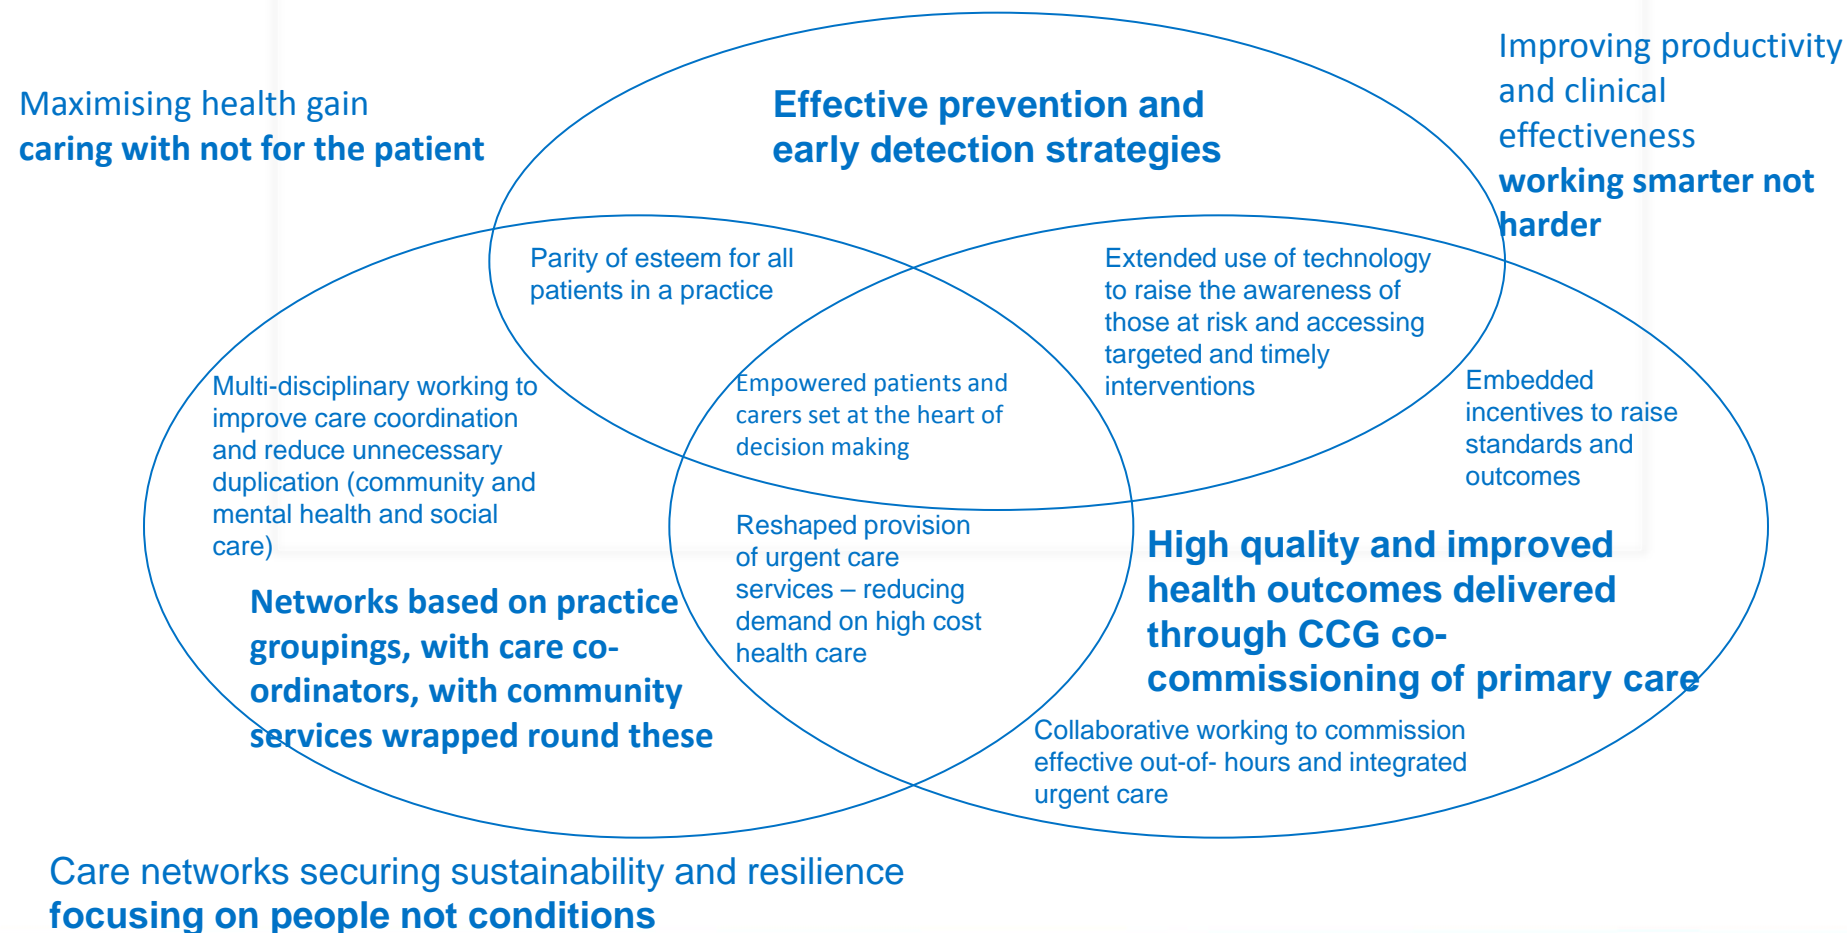 Maximising health gain
caring with not for the patient
Effective prevention and
early detection strategies
Improving productivity
and clinical
effectiveness
working smarter not
harder
Parity of esteem for all
patients in a practice
Extended use of technology
to raise the awareness of
those at risk and accessing
targeted and timely
interventions
Multi-disciplinary working to
improve care coordination
and reduce unnecessary
duplication (community and
mental health and social
care)
Empowered patients and
carers set at the heart of
decision making
Embedded
incentives to raise
standards and
outcomes
Reshaped provision
of urgent care
services – reducing
demand on high cost
health care
Networks based on practice
groupings, with care co-
ordinators, with community
services wrapped round these
High quality and improved
health outcomes delivered
through CCG co-
commissioning of primary care
Collaborative working to commission
effective out-of- hours and integrated
urgent care
Care networks securing sustainability and resilience
focusing on people not conditions